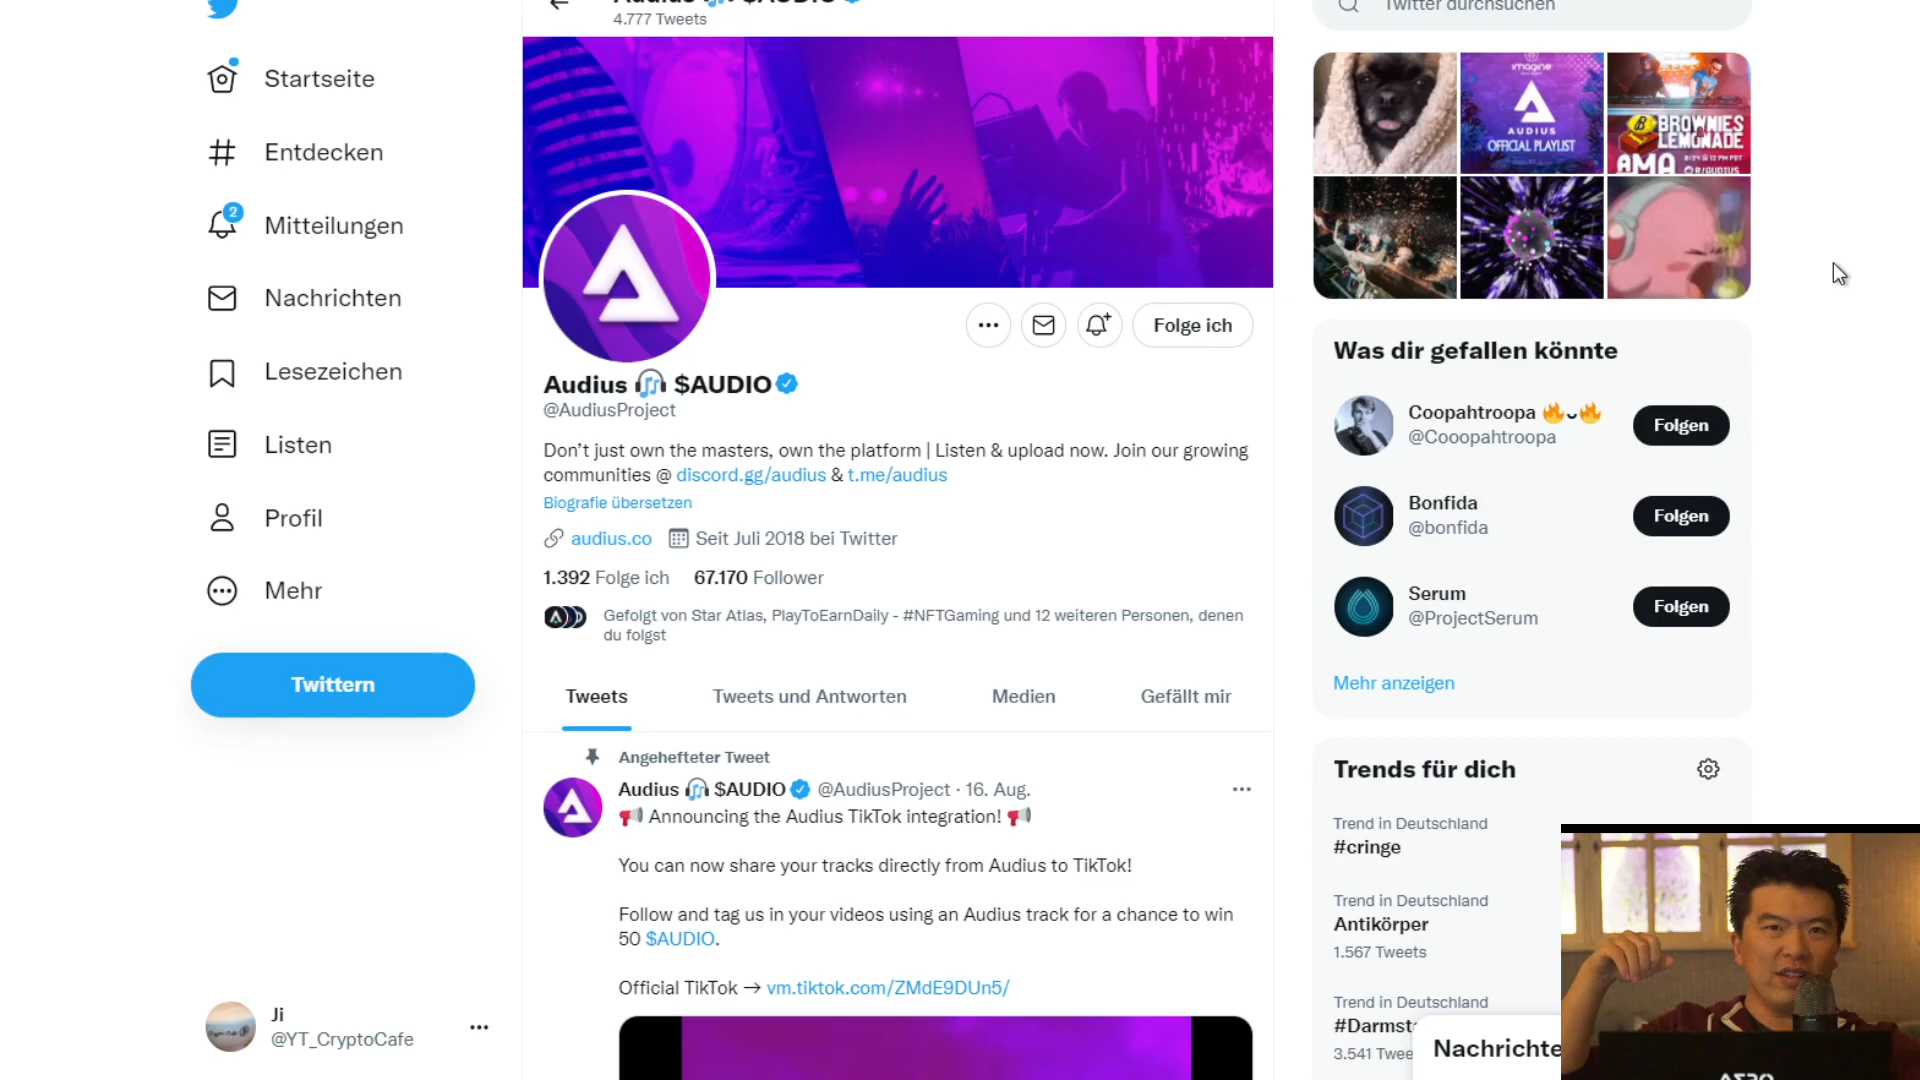 Audius $AUDIO
4.777 Tweets
Twitter durchsuchen
Startseite
Entdecken
2
Mitteilungen
Nachrichten
Lesezeichen
Listen
Profil
Mehr
Twittern
Ji
@YT_CryptoCafe
Folge ich
Audius $AUDIO
@AudiusProject
Don’t just own the masters, own the platform | Listen & upload now. Join our growing
communities @ discord.gg/audius & t.me/audius
Biografie übersetzen
audius.co Seit Juli 2018 bei Twitter
1.392 Folge ich 67.170 Follower
Gefolgt von Star Atlas, PlayToEarnDaily - #NFTGaming und 12 weiteren Personen, denen
du folgst
Tweets Tweets und Antworten Medien Gefällt mir
Angehefteter Tweet
Audius $AUDIO @AudiusProject · 16. Aug.
Announcing the Audius TikTok integration!
You can now share your tracks directly from Audius to TikTok!
Follow and tag us in your videos using an Audius track for a chance to win
50 $AUDIO.
Official TikTok → vm.tiktok.com/ZMdE9DUn5/
imagine
AUDIUS
OFFICIAL PLAYLIST
BROWNIES
LEMONADE
AMA
R/AUDIUS
Was dir gefallen könnte
Coopahtroopa
@Cooopahtroopa
Folgen
Bonfida
@bonfida
Folgen
Serum
@ProjectSerum
Folgen
Mehr anzeigen
Trends für dich
Trend in Deutschland
#cringe
Trend in Deutschland
Antikörper
1.567 Tweets
Trend in Deutschland
#Darmst
3.541 Twee
Nachrichte